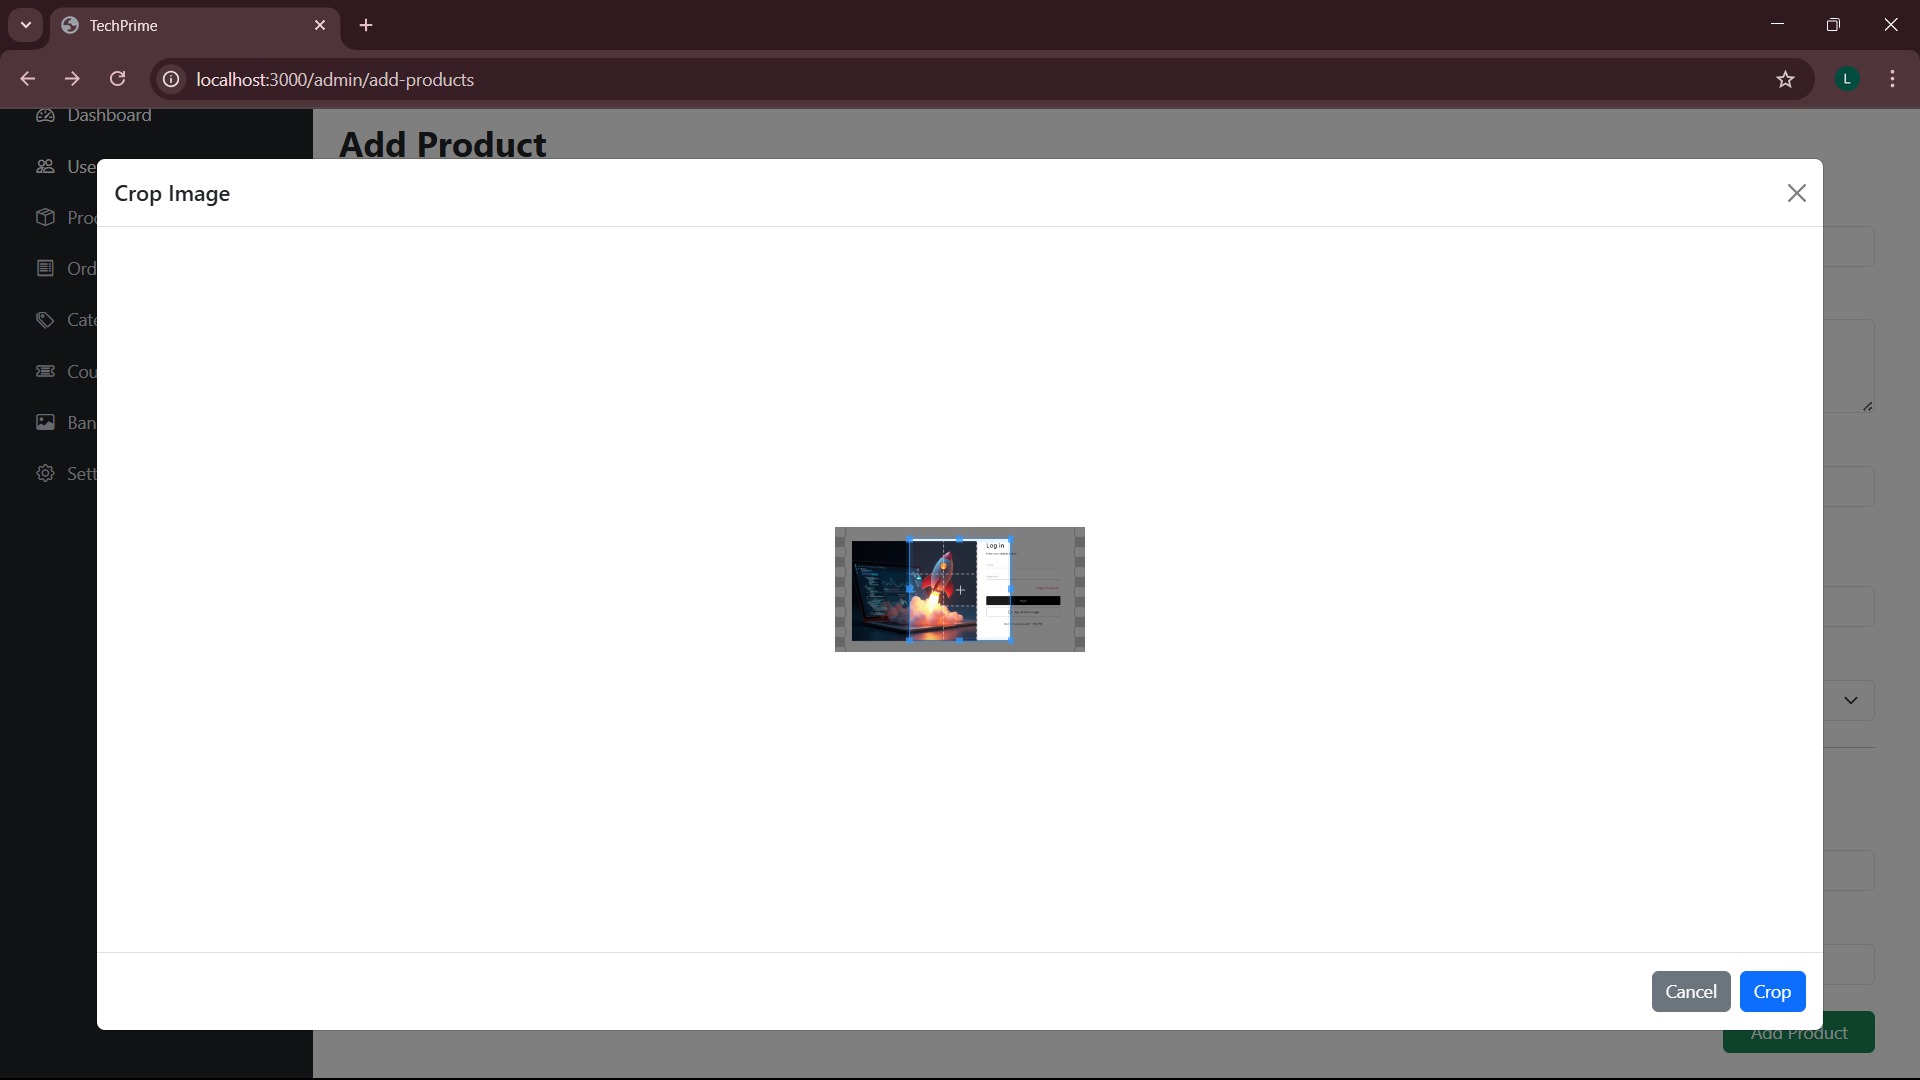 TechPrime
localhost:3000/admin/add-products
L
Dashboard
Add Product
Use
Crop Image
Proc
Ord
Cate
Cou
Ban
Sett
Log in
Cancel
Crop
Add Product